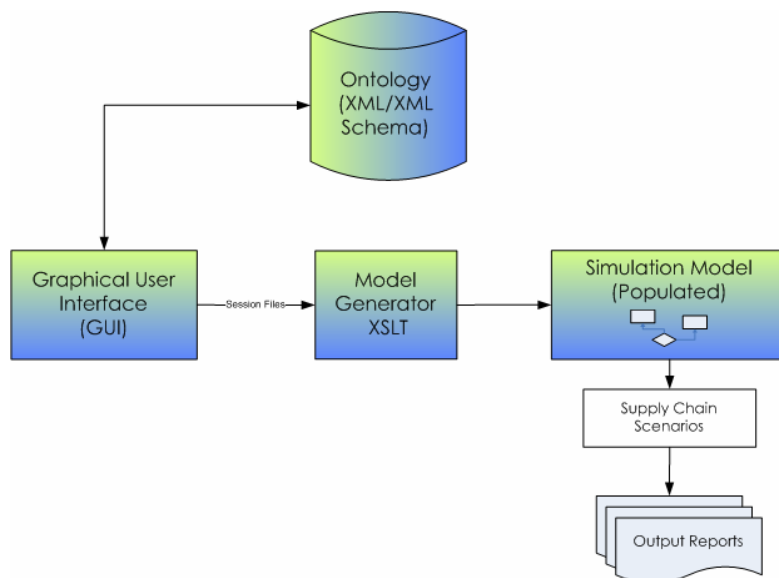 Ontology
(XML/XML
Schema)
Graphical User
Interface
(GUI)
Session Files
Model
Generator
XSLT
Simulation Model
(Populated)
Supply Chain
Scenarios
Output Reports